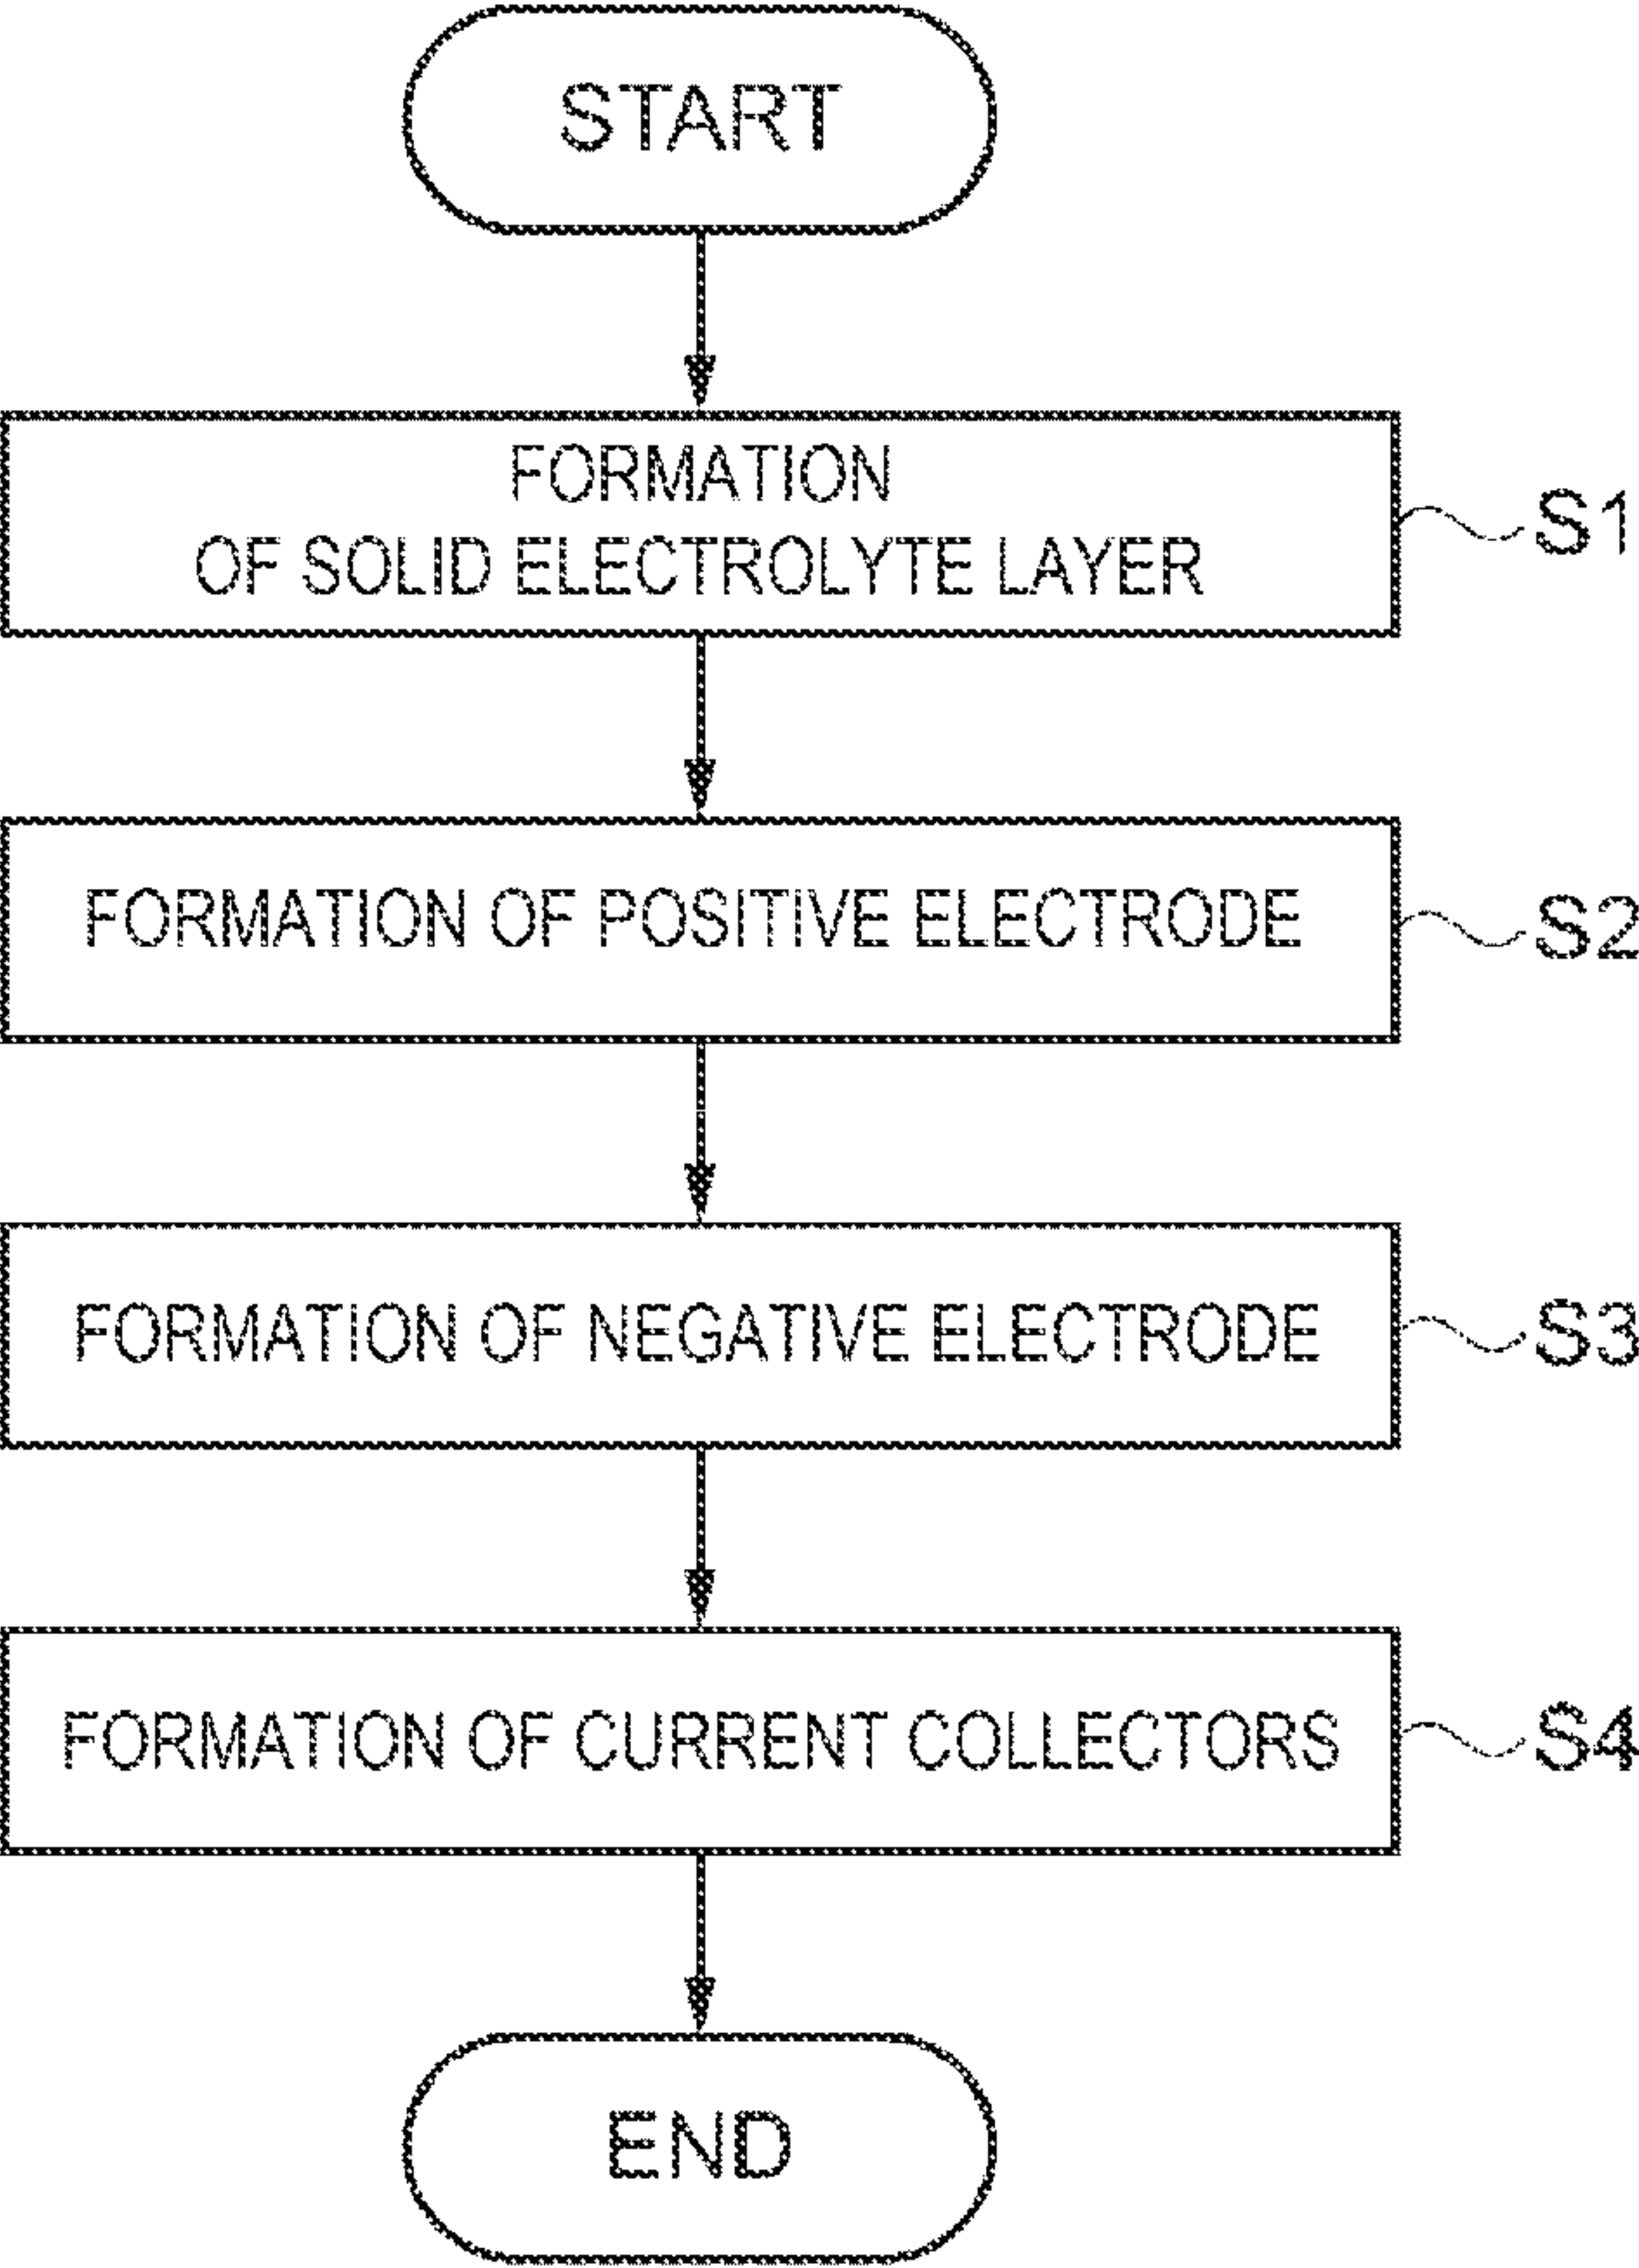 START
FORMATION
OF SOLID ELECTROLYTE LAYER
S1
FORMATION OF POSITIVE ELECTRODE
S2
FORMATION OF NEGATIVE ELECTRODE
S3
FORMATION OF CURRENT COLLECTORS
S4
END